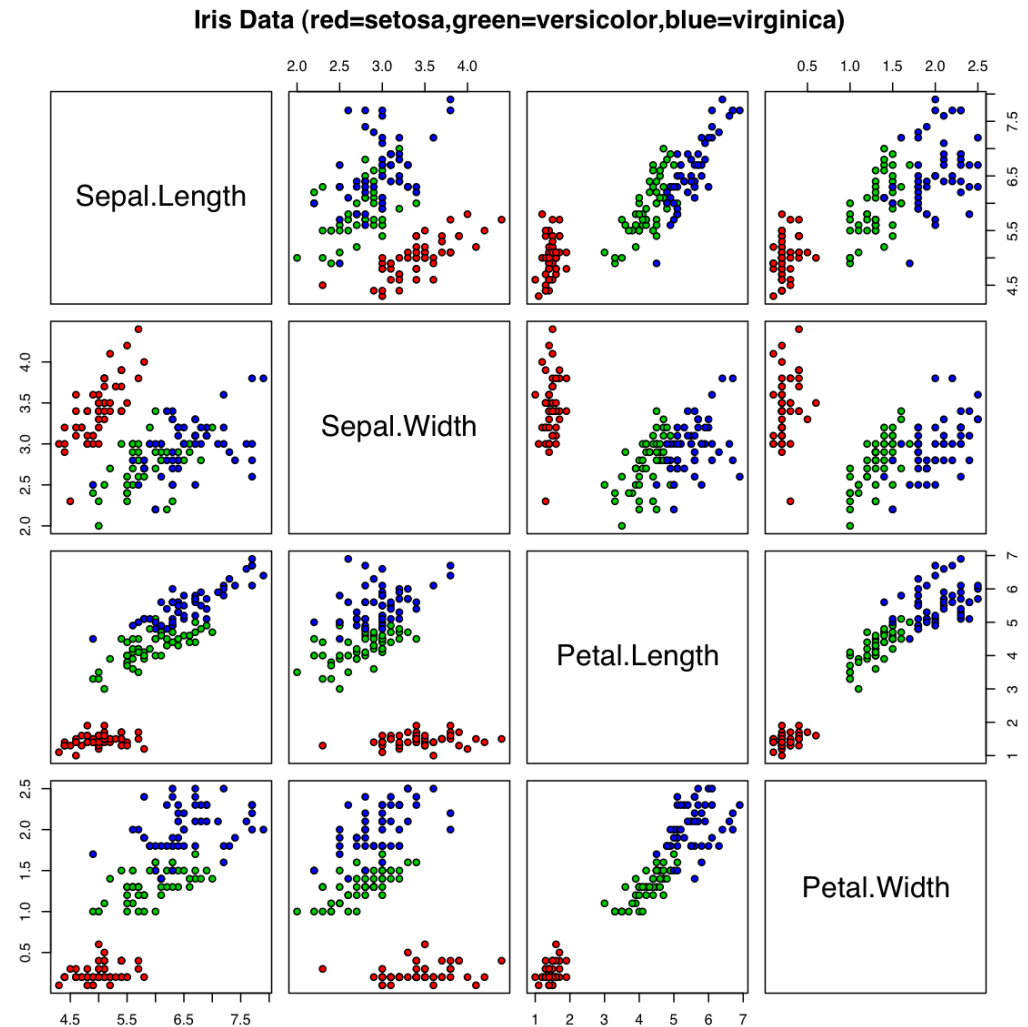 Iris Data (red=setosa,green=versicolor,blue=virginica)
2.0 2.5 3.0 3.5 4.0
0.5 1.0 1.5 2.0 2.5
Sepal.Length
4.5 5.5 6.5 7.5
2.0 2.5 3.0 3.5 4.0
Sepal.Width
Petal.Length
1 2 3 4 5 6 7
0.5 1.0 1.5 2.0 2.5
Petal.Width
4.5 5.5 6.5 7.5
1 2 3 4 5 6 7